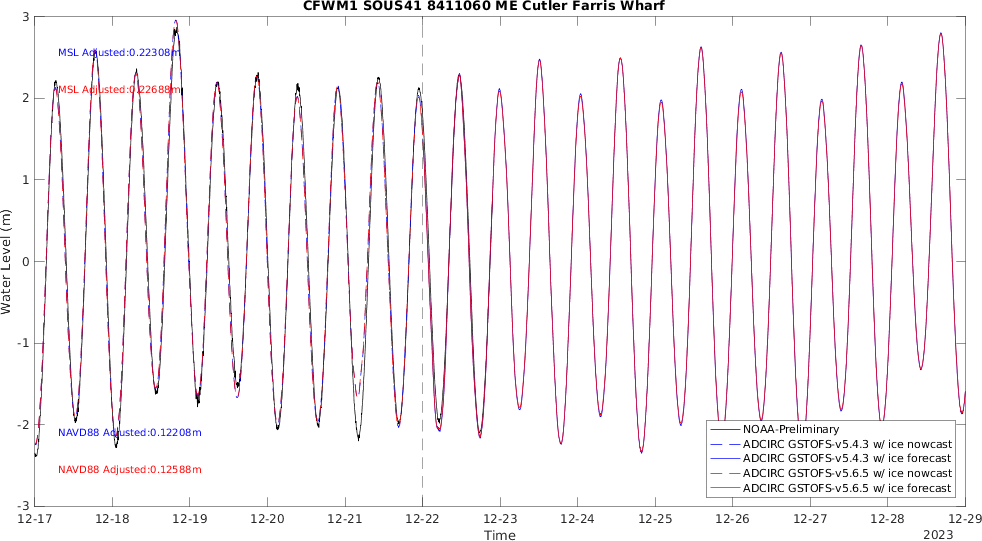 CFWM1 SOUS41 8411060 ME Cutler Farris Wharf
3
2
1
0
-1
-2
-3
Water Level (m)
MSL Adjusted:0.22308m
MSL Adjusted:0.22688m
NAVD88 Adjusted:0.12208m
NAVD88 Adjusted:0.12588m
NOAA-Preliminary
ADCIRC GSTOFS-v5.4.3 w/ ice nowcast
ADCIRC GSTOFS-v5.4.3 w/ ice forecast
ADCIRC GSTOFS-v5.6.5 w/ ice nowcast
ADCIRC GSTOFS-v5.6.5 w/ ice forecast
12-17 12-18 12-19 12-20 12-21 12-22 12-23 12-24 12-25 12-26 12-27 12-28 12-29
Time
2023